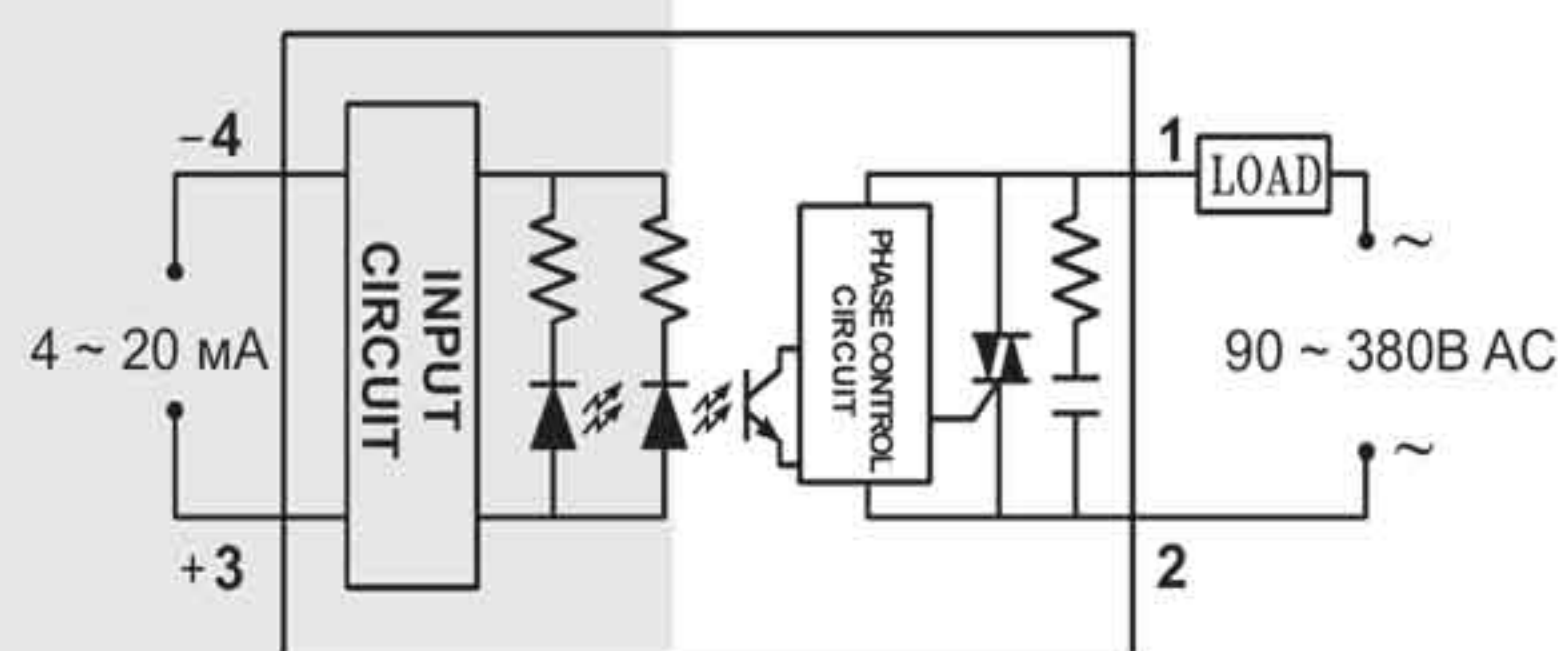 −4
1
LOAD
~
INPUT
CIRCUIT
PHASE CONTROL
CIRCUIT
4 ~ 20 мА
90 ~ 380В AC
~
+3
2